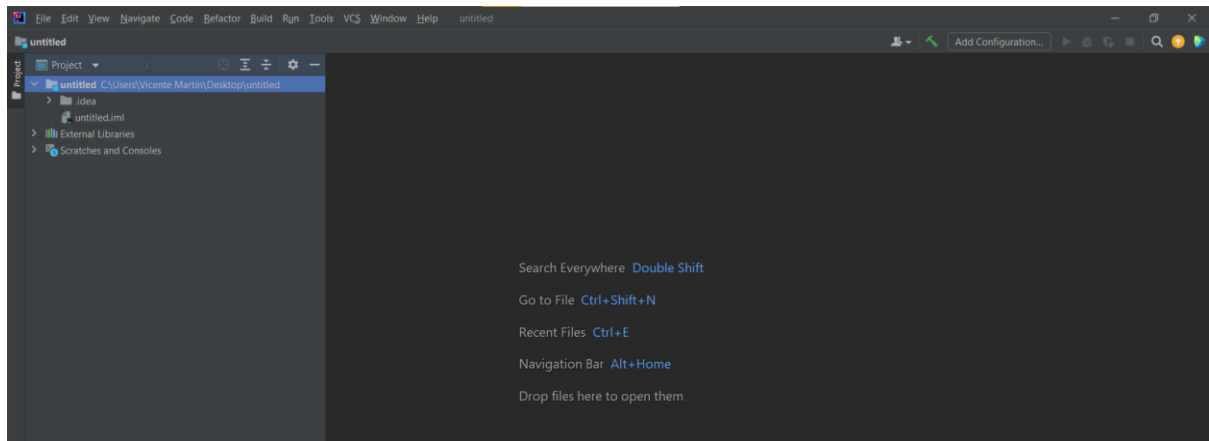 File Edit View Navigate Code Refactor Build Run Tools VCS Window Help untitled
untitled Add Configuration...
Project
Project
untitled C:\Users\Vicente Martín\Desktop\untitled
.idea
untitled.iml
External Libraries
Scratches and Consoles
Search Everywhere Double Shift
Go to File Ctrl+Shift+N
Recent Files Ctrl+E
Navigation Bar Alt+Home
Drop files here to open them